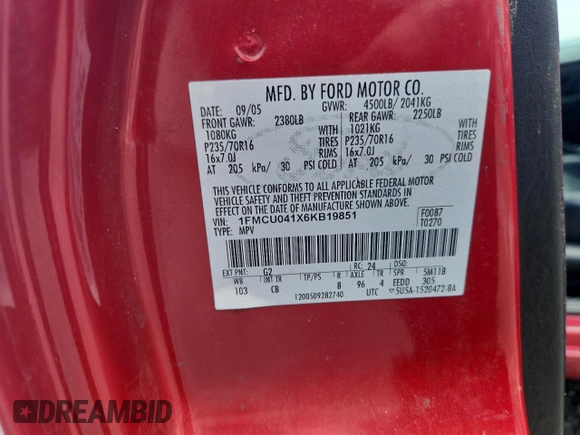 MFD. BY FORD MOTOR CO.
DATE: 09/05 GVWR: 4500LB/ 2041KG
FRONT GAWR: 2380LB REAR GAWR: 2250LB
1080KG WITH 1021KG WITH
P235/70R16 TIRES P235/70R16 TIRES
16x7.0J RIMS 16x7.0J RIMS
AT 205 kPa/ 30 PSI COLD AT 205 kPa/ 30 PSI COLD
THIS VEHICLE CONFORMS TO ALL APPLICABLE FEDERAL MOTOR
VEHICLE SAFETY AND THEFT PREVENTION STANDARDS IN
EFFECT ON THE DATE OF MANUFACTURE SHOWN ABOVE.
VIN: 1FMCU041X6KB19851 F0087
TYPE: MPV T0270
EXT PNT: G2 RC: 24 DSO:
WB INT TR TP/PS R AXLE TR SPR 5M11B
103 CB 8 96 4 EEDD 305
1200509282740 UTC 5U5A-1520472-BA
DREAMBID